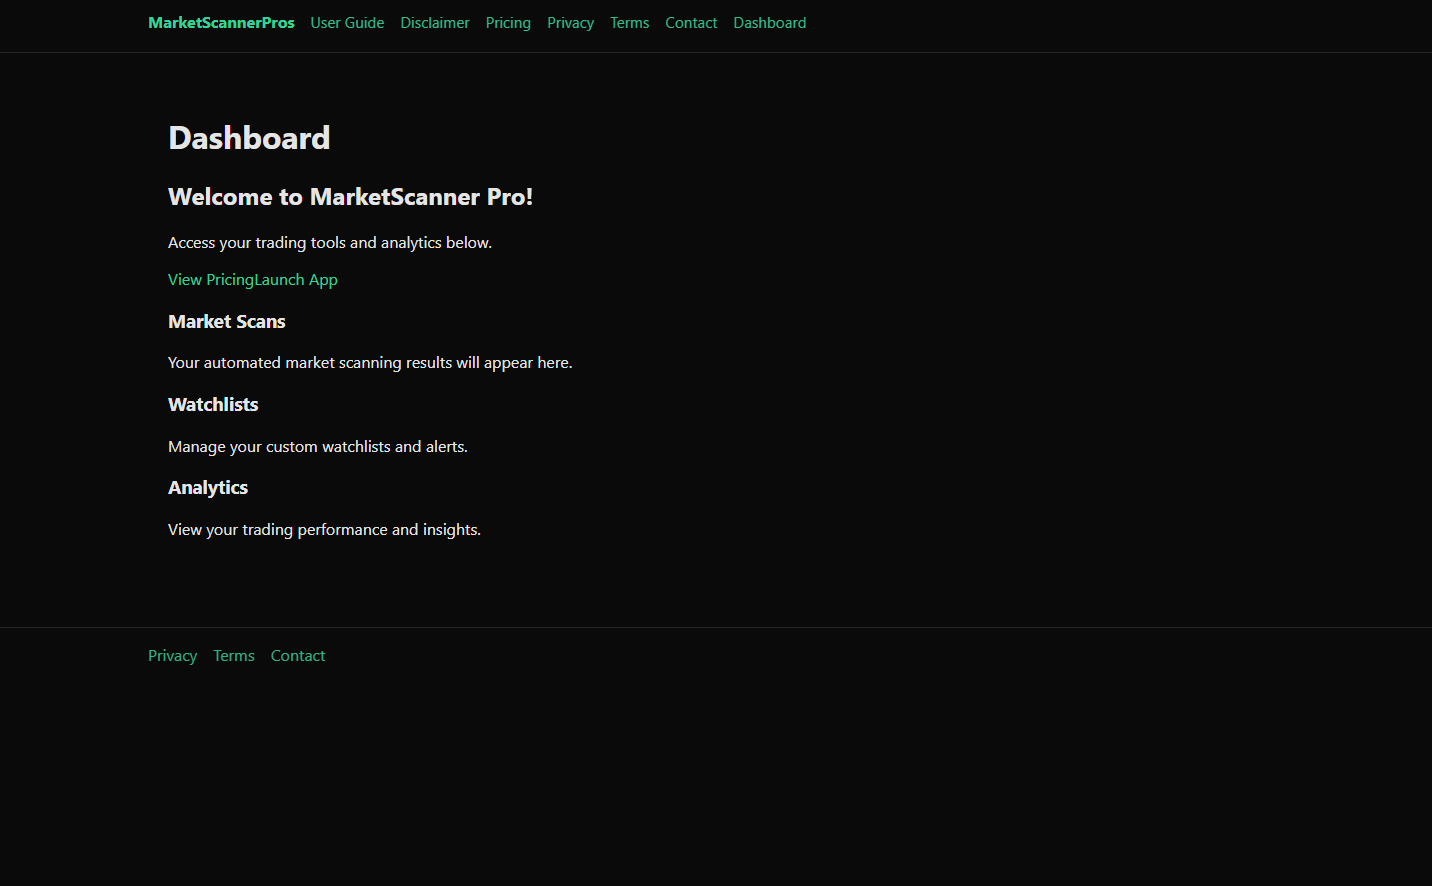 MarketScannerPros User Guide Disclaimer Pricing Privacy Terms Contact Dashboard
Dashboard
Welcome to MarketScanner Pro!
Access your trading tools and analytics below.
View PricingLaunch App
Market Scans
Your automated market scanning results will appear here.
Watchlists
Manage your custom watchlists and alerts.
Analytics
View your trading performance and insights.
Privacy Terms Contact